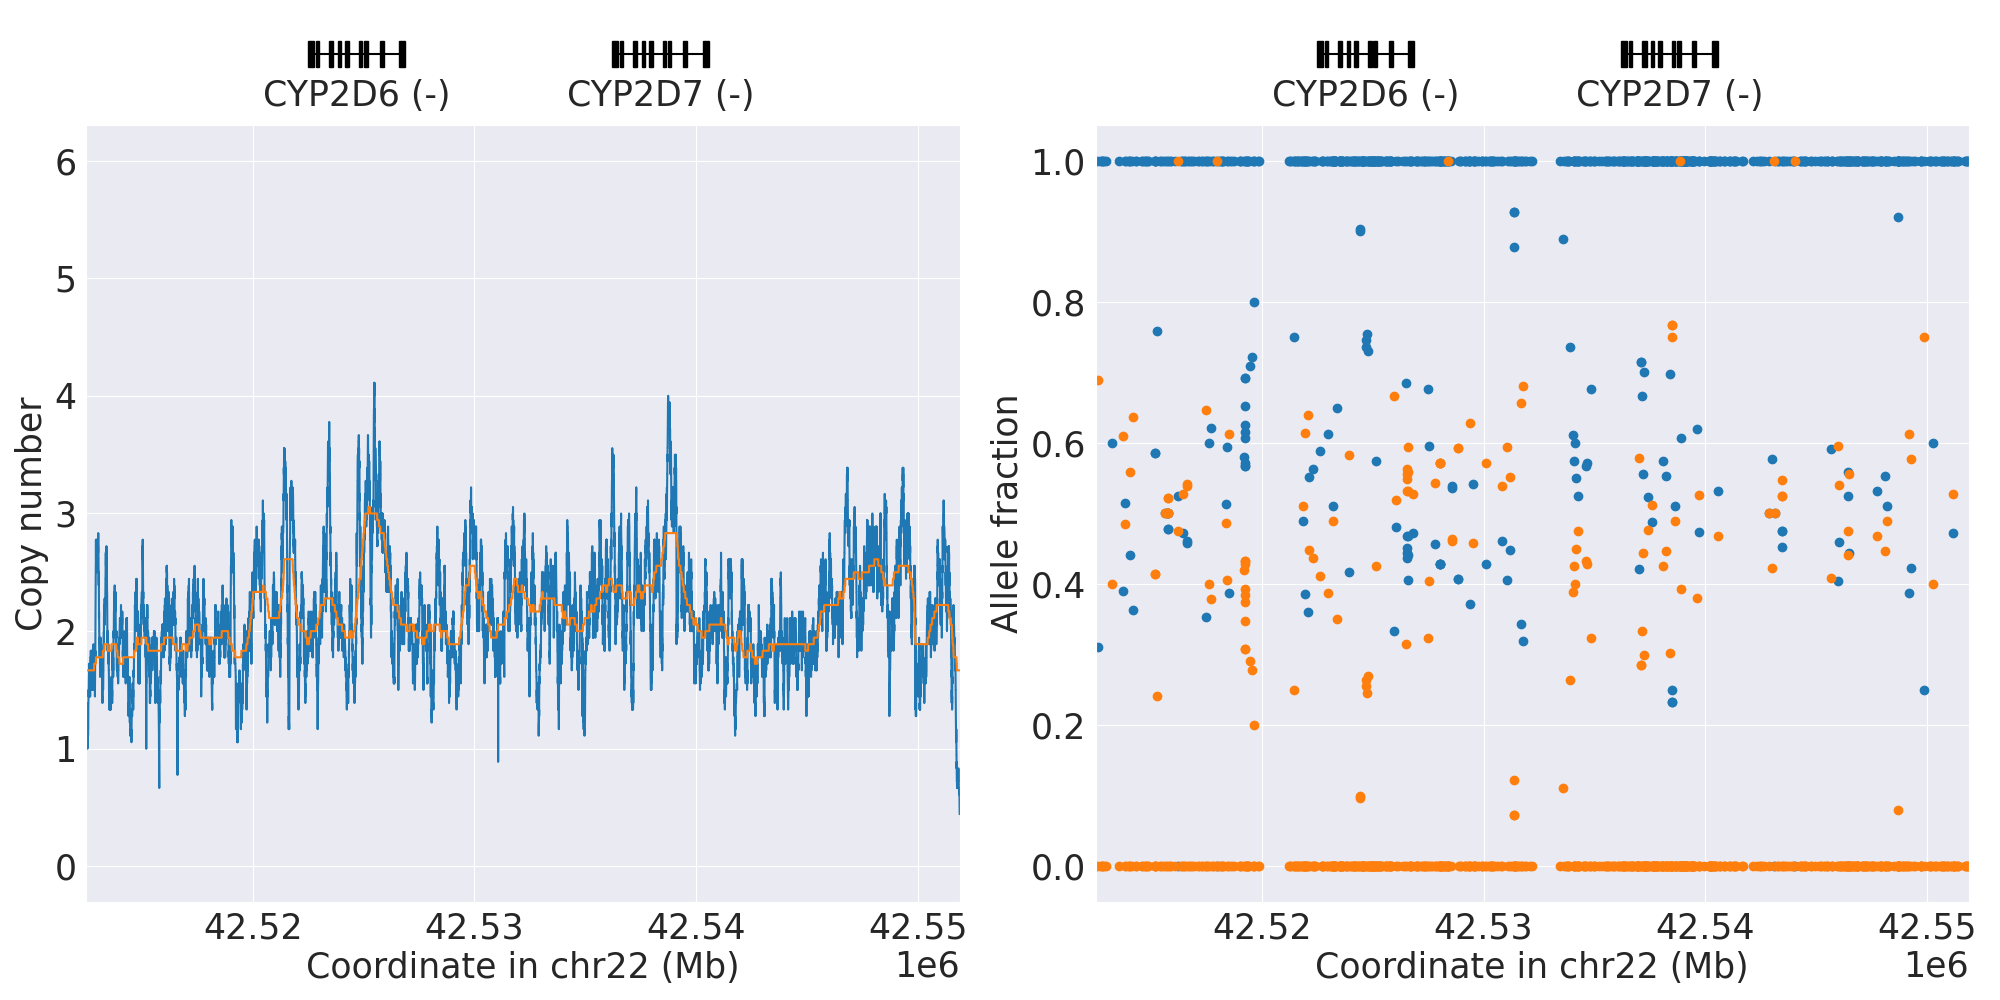 CYP2D6 (-) CYP2D7 (-)
6
5
4
3
2
1
0
Copy number
42.52 42.53 42.54 42.55
Coordinate in chr22 (Mb)
1e6
CYP2D6 (-) CYP2D7 (-)
1.0
0.8
0.6
0.4
0.2
0.0
Allele fraction
42.52 42.53 42.54 42.55
Coordinate in chr22 (Mb)
1e6